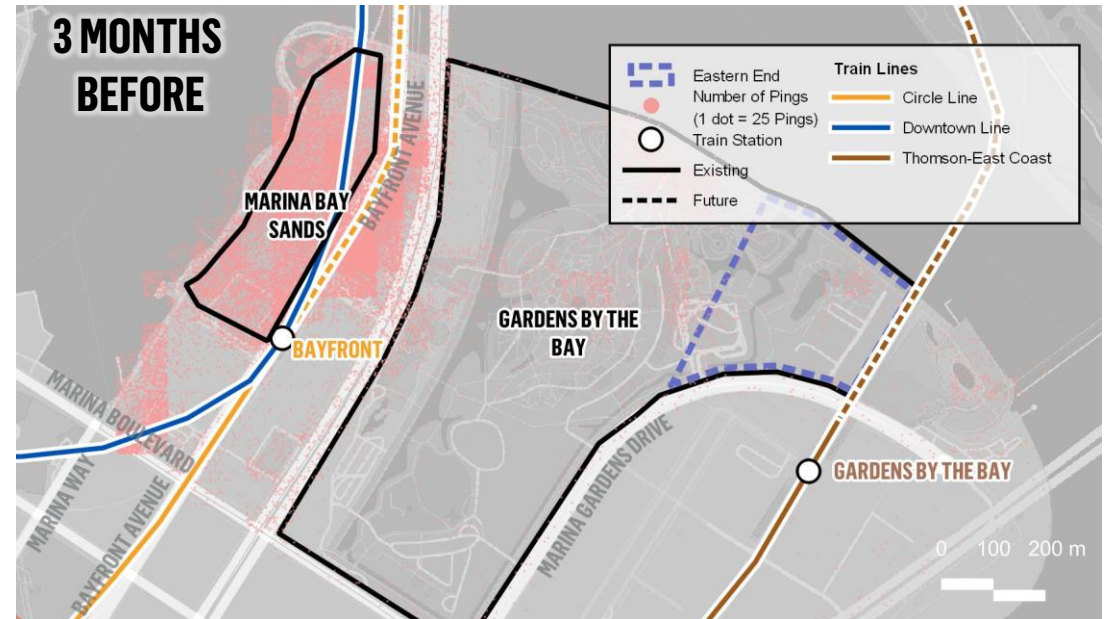 3 MONTHS
BEFORE
Eastern End
Number of Pings
(1 dot = 25 Pings)
Train Station
Existing
Future
Train Lines
Circle Line
Downtown Line
Thomson-East Coast
BAYFRONT AVENUE
MARINA BAY
SANDS
GARDENS BY THE
BAY
BAYFRONT
MARINA BOULEVARD
MARINA WAY
BAYFRONT AVENUE
MARINA GARDENS DRIVE
GARDENS BY THE BAY
0 100 200 m